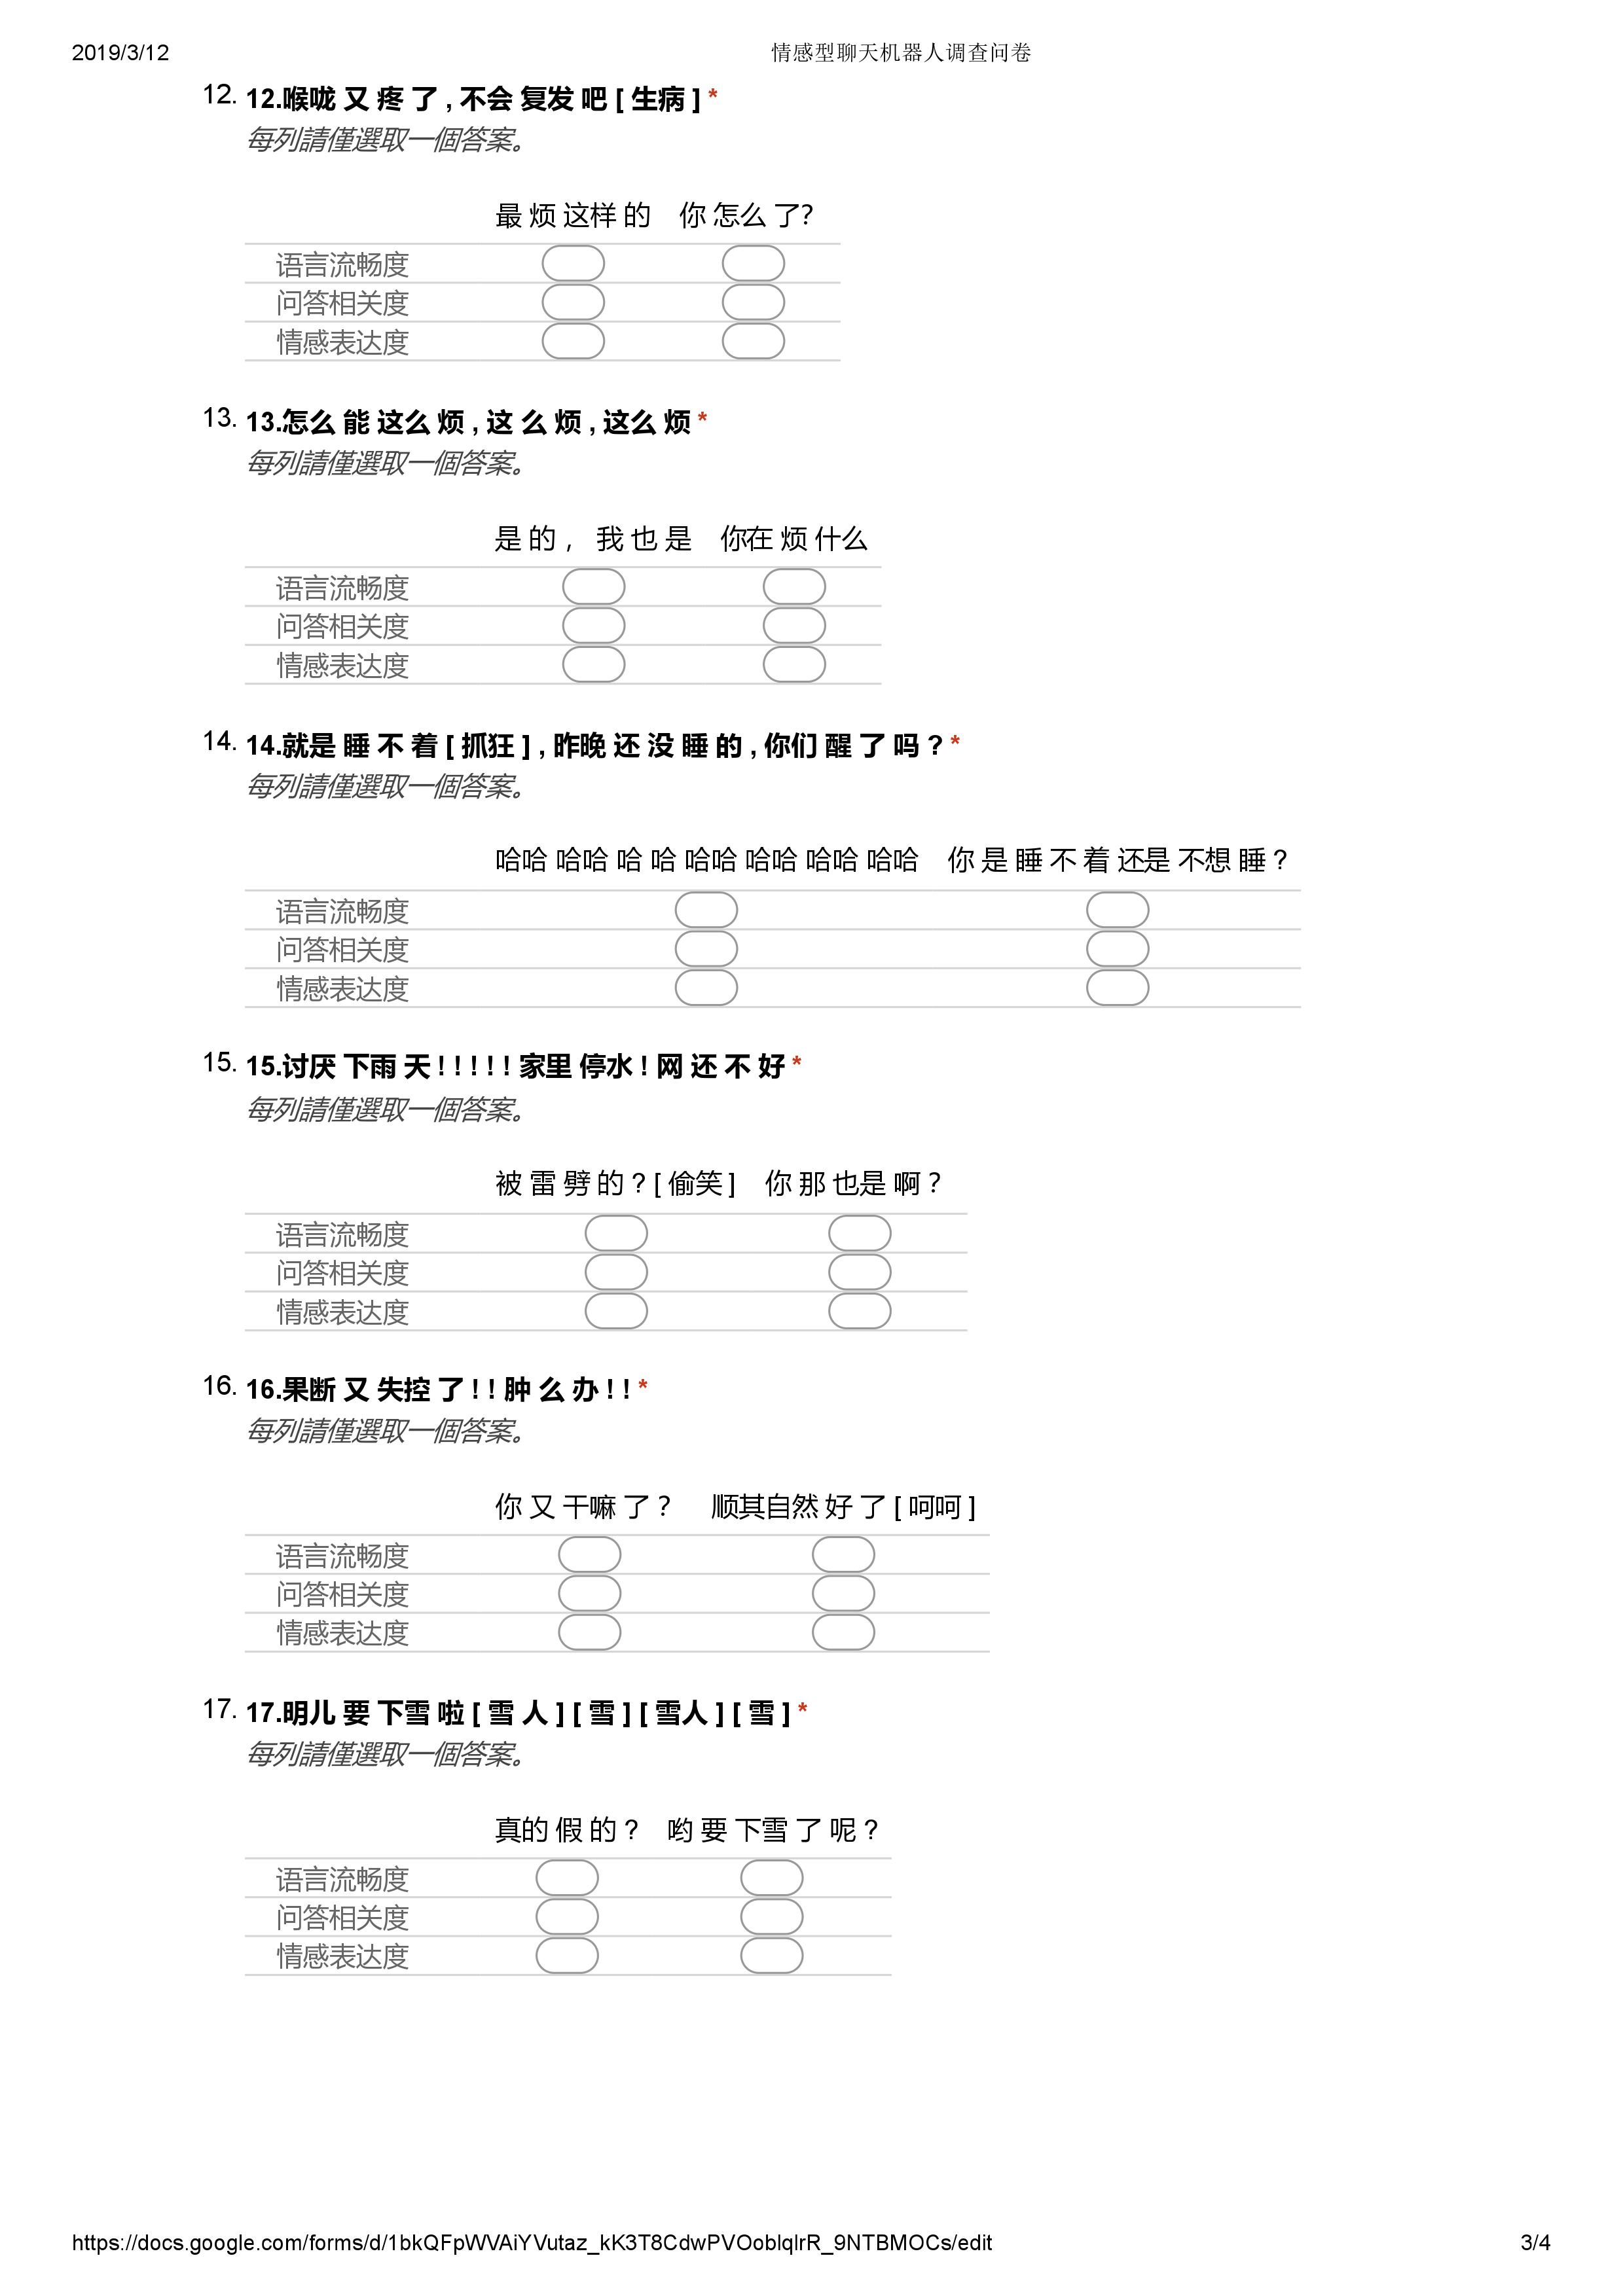 2019/3/12 情感型聊天机器人调查问卷
12. 12.喉咙 又 疼 了 , 不会 复发 吧 [ 生病 ] *
每列請僅選取一個答案。
最 烦 这样 的 你 怎么 了?
语言流畅度
问答相关度
情感表达度
13. 13.怎么 能 这么 烦 , 这 么 烦 , 这么 烦 *
每列請僅選取一個答案。
是 的 ， 我 也 是 你在 烦 什么
语言流畅度
问答相关度
情感表达度
14. 14.就是 睡 不 着 [ 抓狂 ] , 昨晚 还 没 睡 的 , 你们 醒 了 吗 ? *
每列請僅選取一個答案。
哈哈 哈哈 哈 哈 哈哈 哈哈 哈哈 哈哈 你 是 睡 不 着 还是 不想 睡 ?
语言流畅度
问答相关度
情感表达度
15. 15.讨厌 下雨 天 ! ! ! ! ! 家里 停水 ! 网 还 不 好 *
每列請僅選取一個答案。
被 雷 劈 的 ? [ 偷笑 ] 你 那 也是 啊 ?
语言流畅度
问答相关度
情感表达度
16. 16.果断 又 失控 了 ! ! 肿 么 办 ! ! *
每列請僅選取一個答案。
你 又 干嘛 了 ? 顺其自然 好 了 [ 呵呵 ]
语言流畅度
问答相关度
情感表达度
17. 17.明儿 要 下雪 啦 [ 雪 人 ] [ 雪 ] [ 雪人 ] [ 雪 ] *
每列請僅選取一個答案。
真的 假 的 ? 哟 要 下雪 了 呢 ?
语言流畅度
问答相关度
情感表达度
https://docs.google.com/forms/d/1bkQFpWVAiYVutaz_kK3T8CdwPVOoblqlrR_9NTBMOCs/edit 3/4